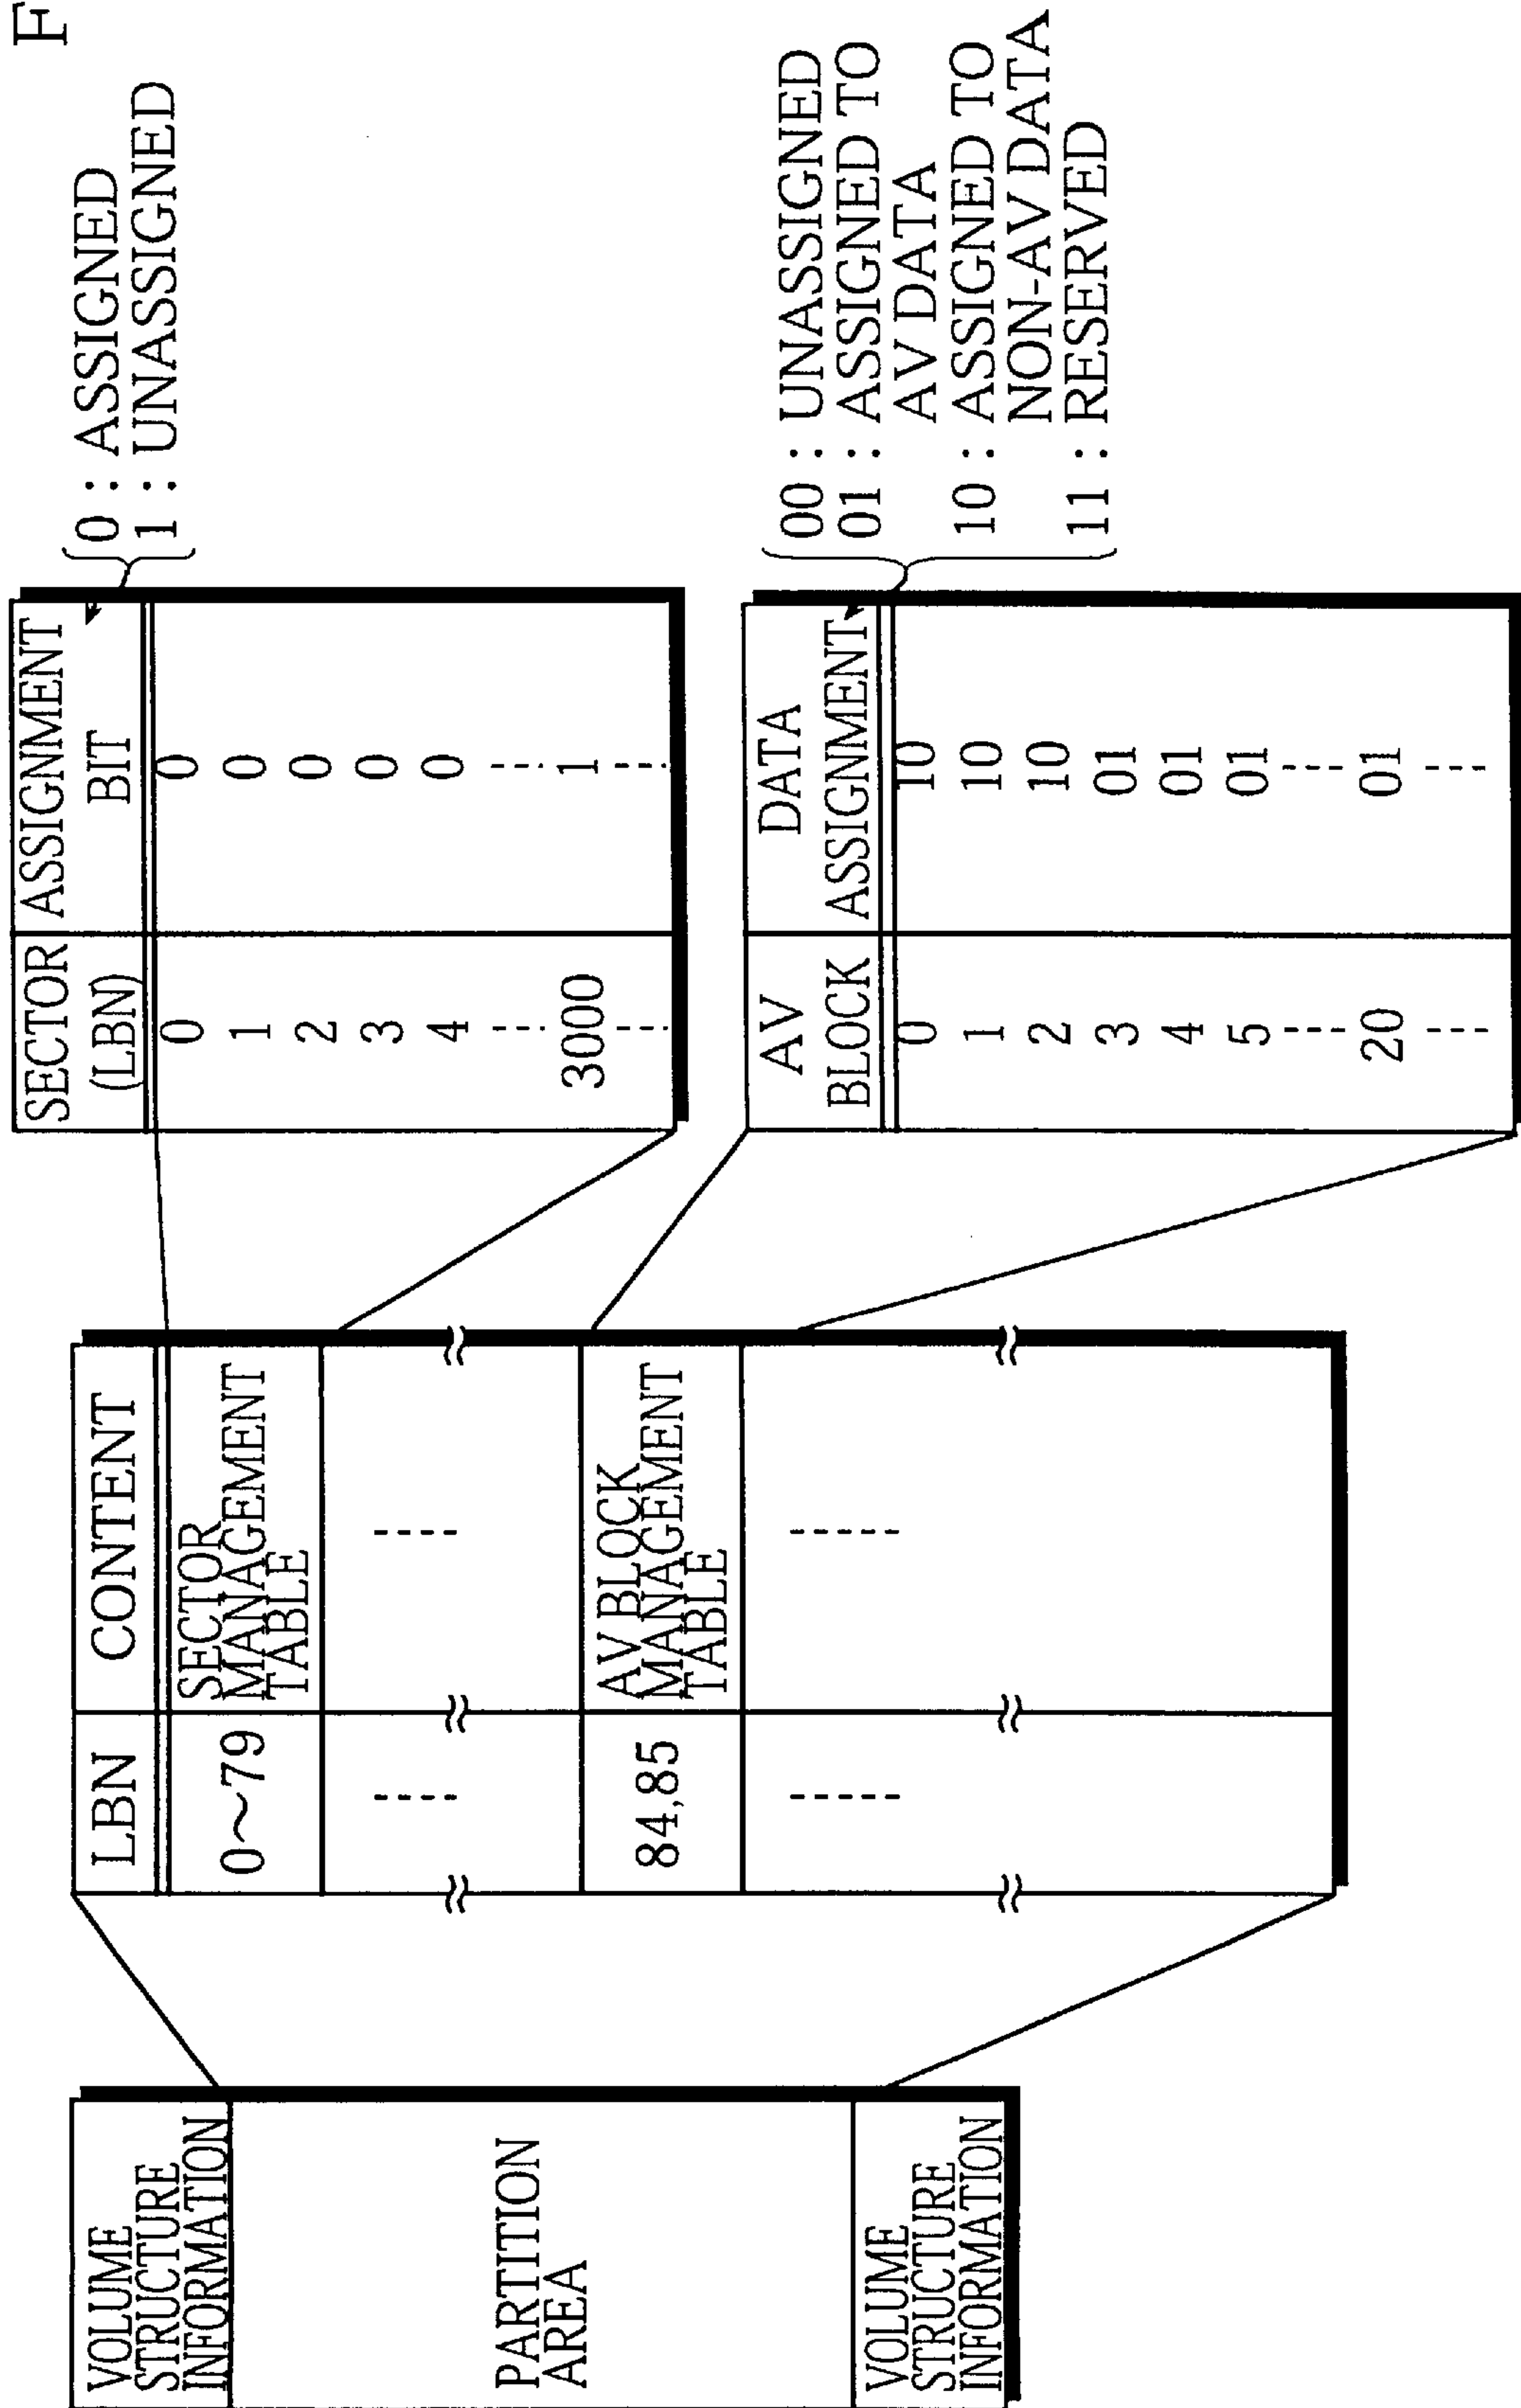 F
VOLUME
STRUCTURE
INFORMATION
PARTITION
AREA
VOLUME
STRUCTURE
INFORMATION
LBN CONTENT
0~79 SECTOR
MANAGEMENT
TABLE
84,85 AV BLOCK
MANAGEMENT
TABLE
SECTOR ASSIGNMENT
(LBN) BIT
0 0
1 0
2 0
3 0
4 0
3000 1
0 : ASSIGNED
1 : UNASSIGNED
AV DATA
BLOCK ASSIGNMENT
0 10
1 10
2 10
3 01
4 01
5 01
20 01
00 : UNASSIGNED
01 : ASSIGNED TO
AV DATA
10 : ASSIGNED TO
NON-AV DATA
11 : RESERVED